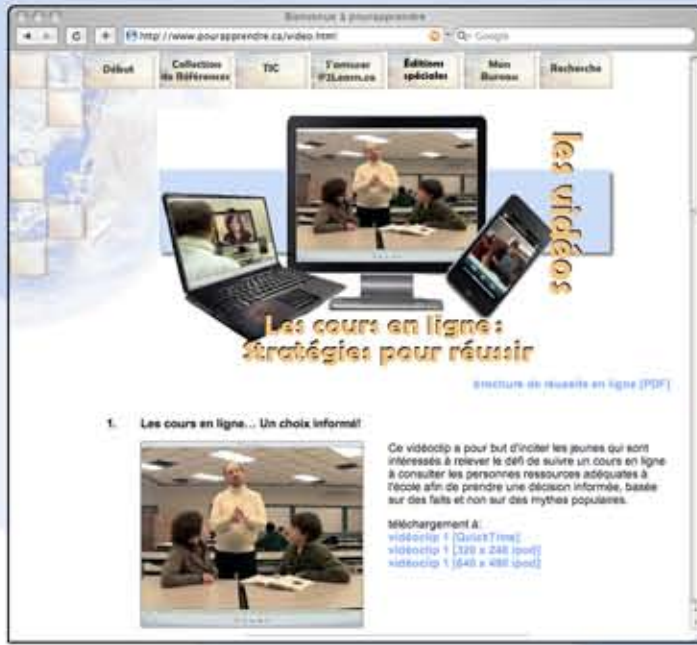 Bienvenue à pourapprendre
http://www.pourapprendre.ca/video.html
Google
Début
Collection
de Références
TIC
S'amuser
@2Learn.ca
Éditions
spéciales
Mon
Bureau
Recherche
les vidéos
Les cours en ligne:
Stratégies pour réussir
brochure de réussite en ligne [PDF]
1. Les cours en ligne... Un choix informé!
Ce vidéoclip a pour but d'inciter les jeunes qui sont
intéressés à relever le défi de suivre un cours en ligne
à consulter les personnes ressources adéquates à
l'école afin de prendre une décision informée, basée
sur des faits et non sur des mythes populaires.
téléchargement à:
vidéoclip 1 [QuickTime]
vidéoclip 1 [320 x 240 ipod]
vidéoclip 1 [640 x 480 ipod]